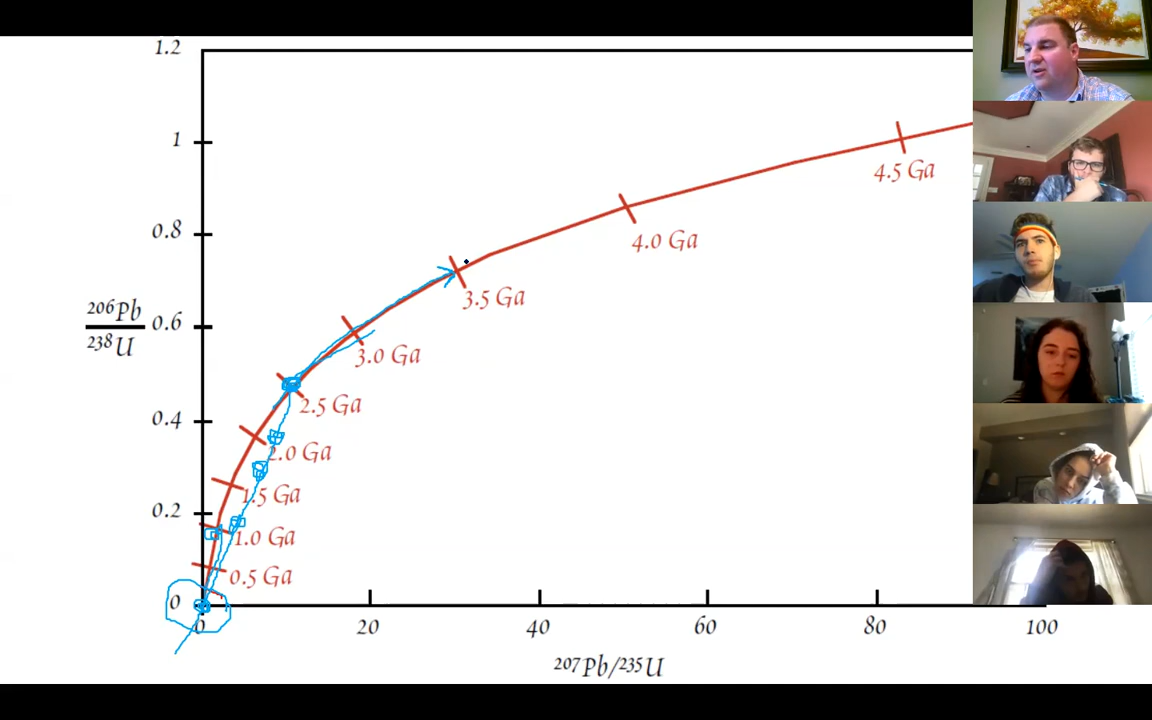 1.2
1
0.8
0.6
0.4
0.2
0
²⁰⁶Pb
²³⁸U
4.5 Ga
4.0 Ga
3.5 Ga
3.0 Ga
2.5 Ga
2.0 Ga
1.5 Ga
1.0 Ga
0.5 Ga
0 20 40 60 80 100
²⁰⁷Pb/²³⁵U